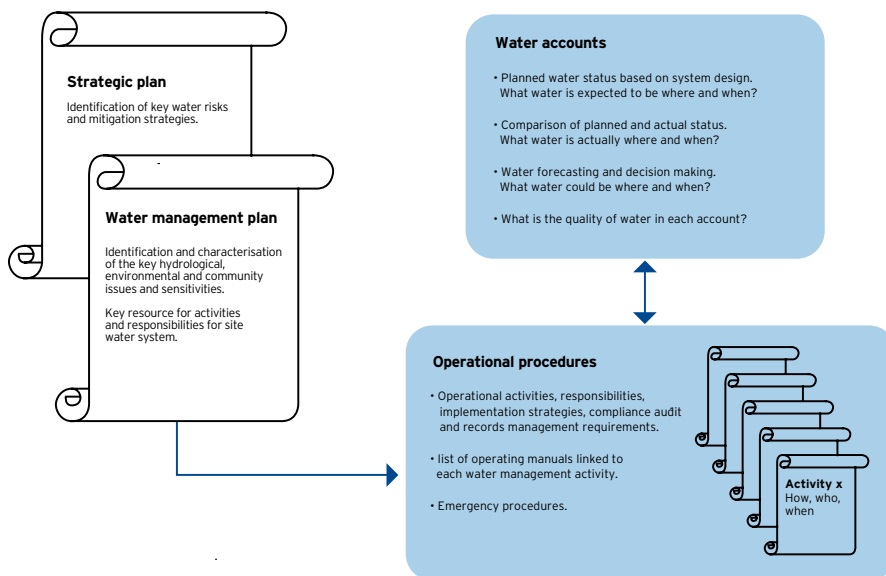 Strategic plan
Identification of key water risks
and mitigation strategies.
Water management plan
Identification and characterisation
of the key hydrological,
environmental and community
issues and sensitivities.
Key resource for activities
and responsibilities for site
water system.
Water accounts
• Planned water status based on system design.
What water is expected to be where and when?
• Comparison of planned and actual status.
What water is actually where and when?
• Water forecasting and decision making.
What water could be where and when?
• What is the quality of water in each account?
Operational procedures
• Operational activities, responsibilities,
implementation strategies, compliance audit
and records management requirements.
• list of operating manuals linked to
each water management activity.
• Emergency procedures.
Activity x
How, who,
when